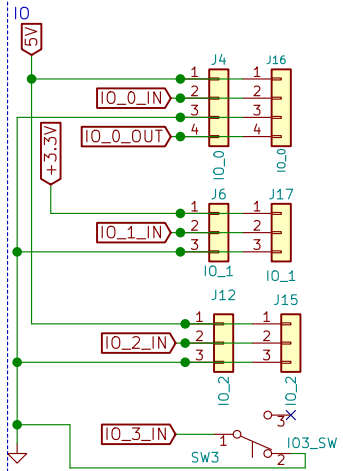 IO
5V
J4
J16
1
1
2
2
IO_0_IN
3
3
IO_0_OUT
4
4
IO_0
IO_0
+3.3V
J6
J17
1
1
IO_1_IN
2
2
3
3
IO_1
IO_1
J12
J15
1
1
IO_2_IN
2
2
3
3
IO_2
IO_2
3
IO_3_IN
1
IO3_SW
SW3
2